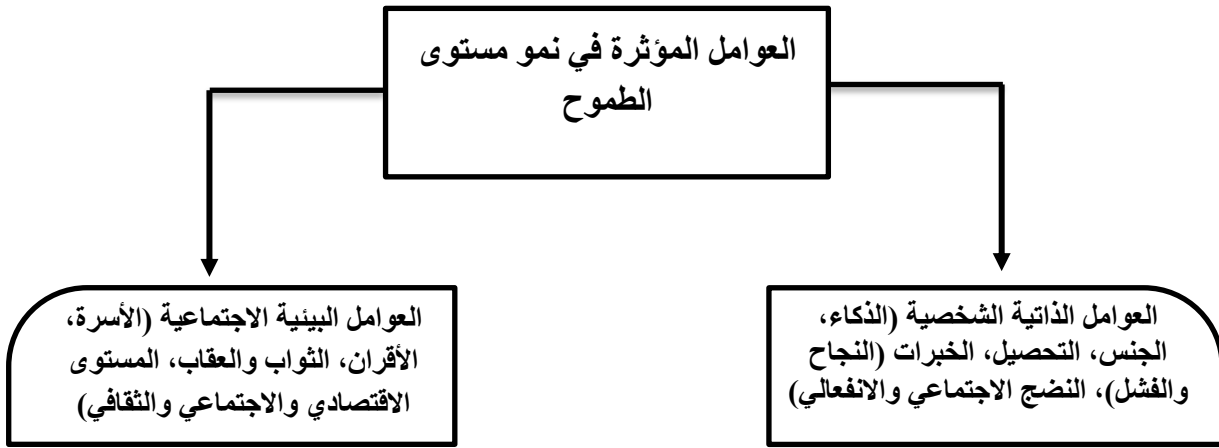 العوامل المؤثرة في نمو مستوى
الطموح
العوامل الذاتية الشخصية (الذكاء،
الجنس، التحصيل، الخبرات (النجاح
والفشل)، النضج الاجتماعي والانفعالي)
العوامل البيئية الاجتماعية (الأسرة،
الأقران، الثواب والعقاب، المستوى
الاقتصادي والاجتماعي والثقافي)